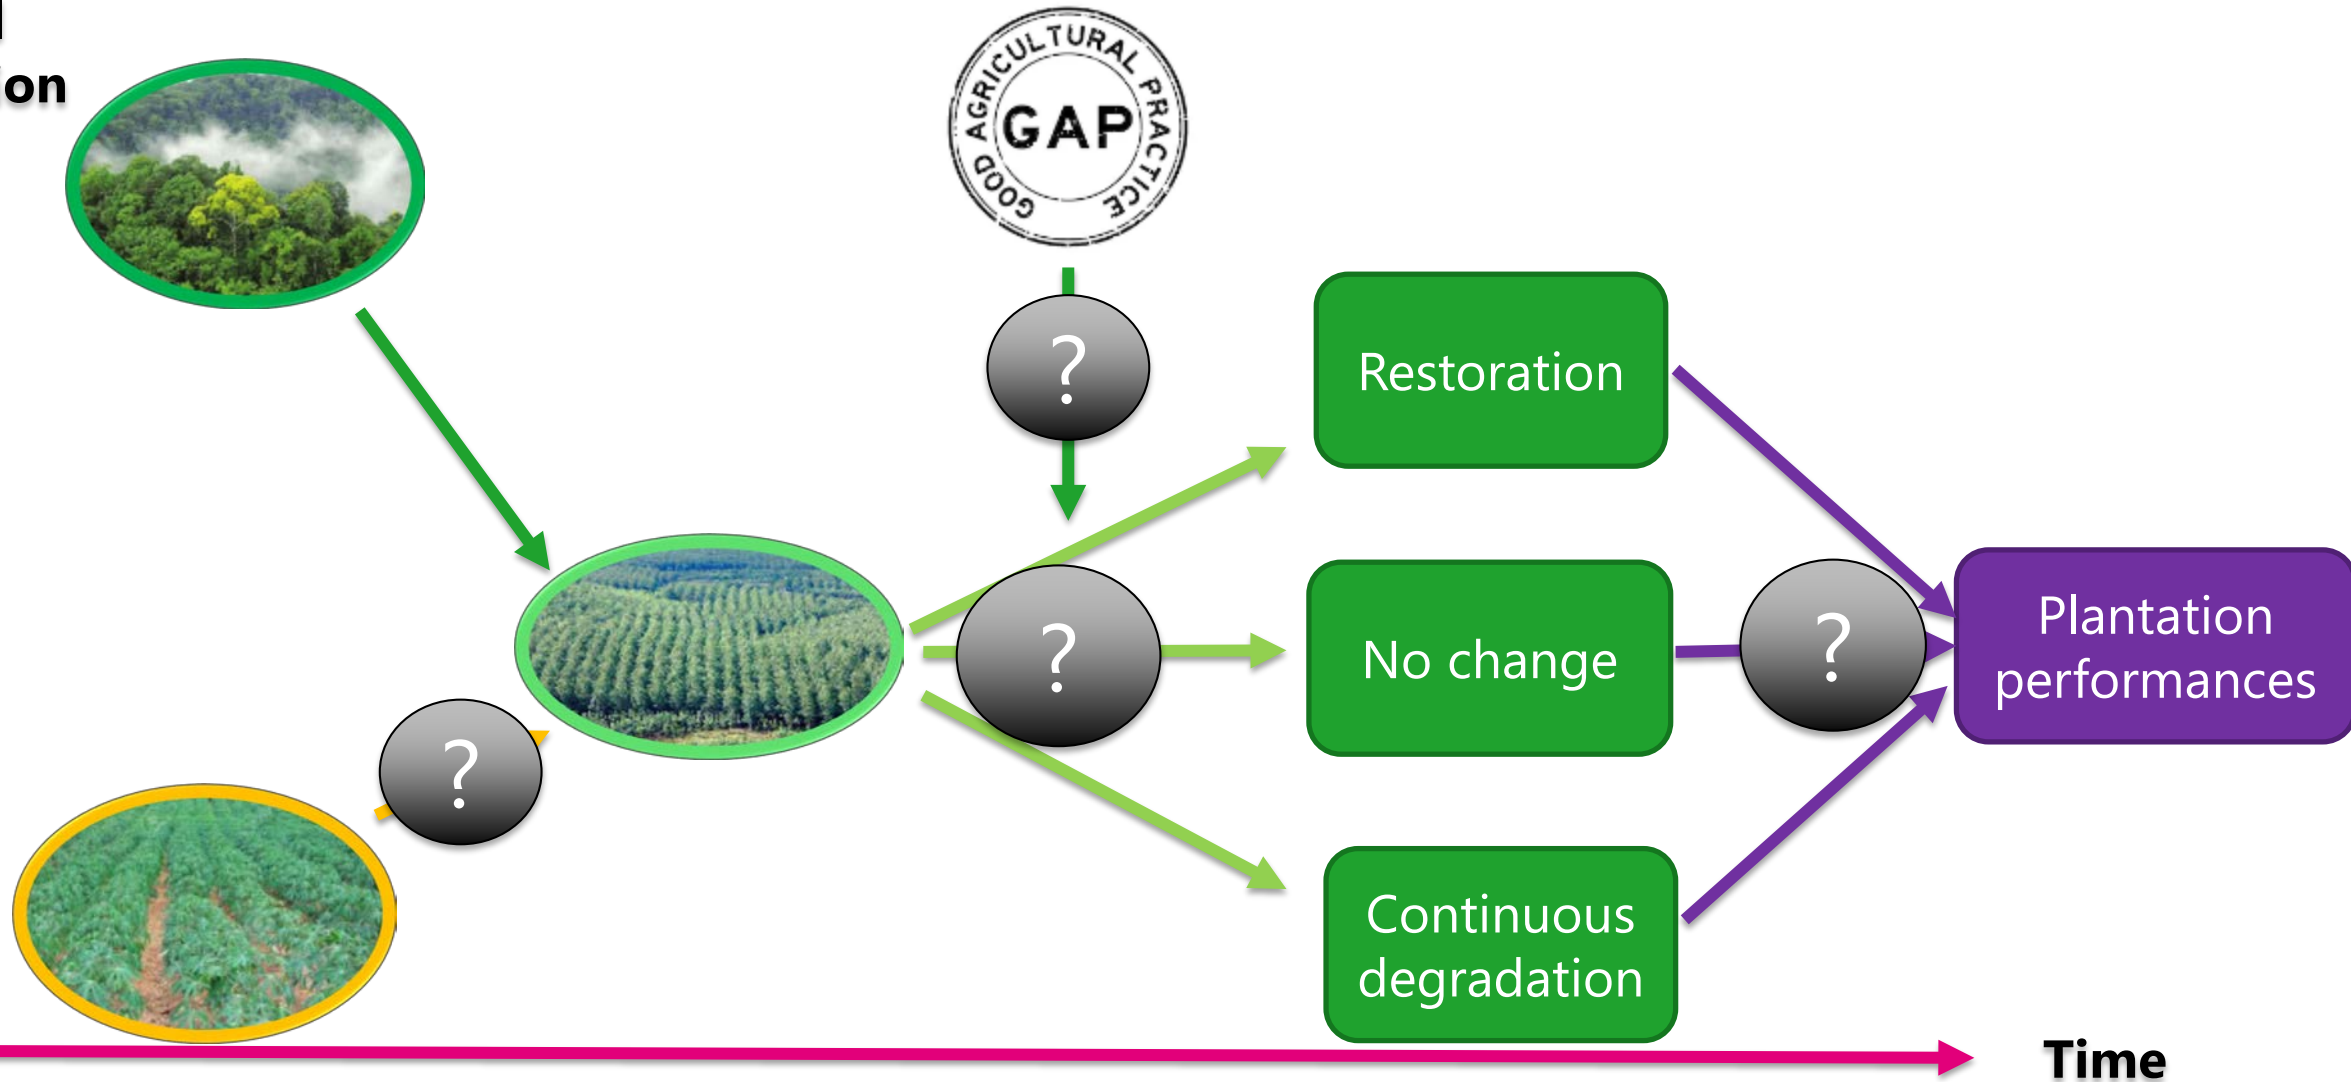 on
GOOD AGRICULTURAL PRACTICE
GAP
?
Restoration
?
No change
?
Plantation
performances
?
Continuous
degradation
Time